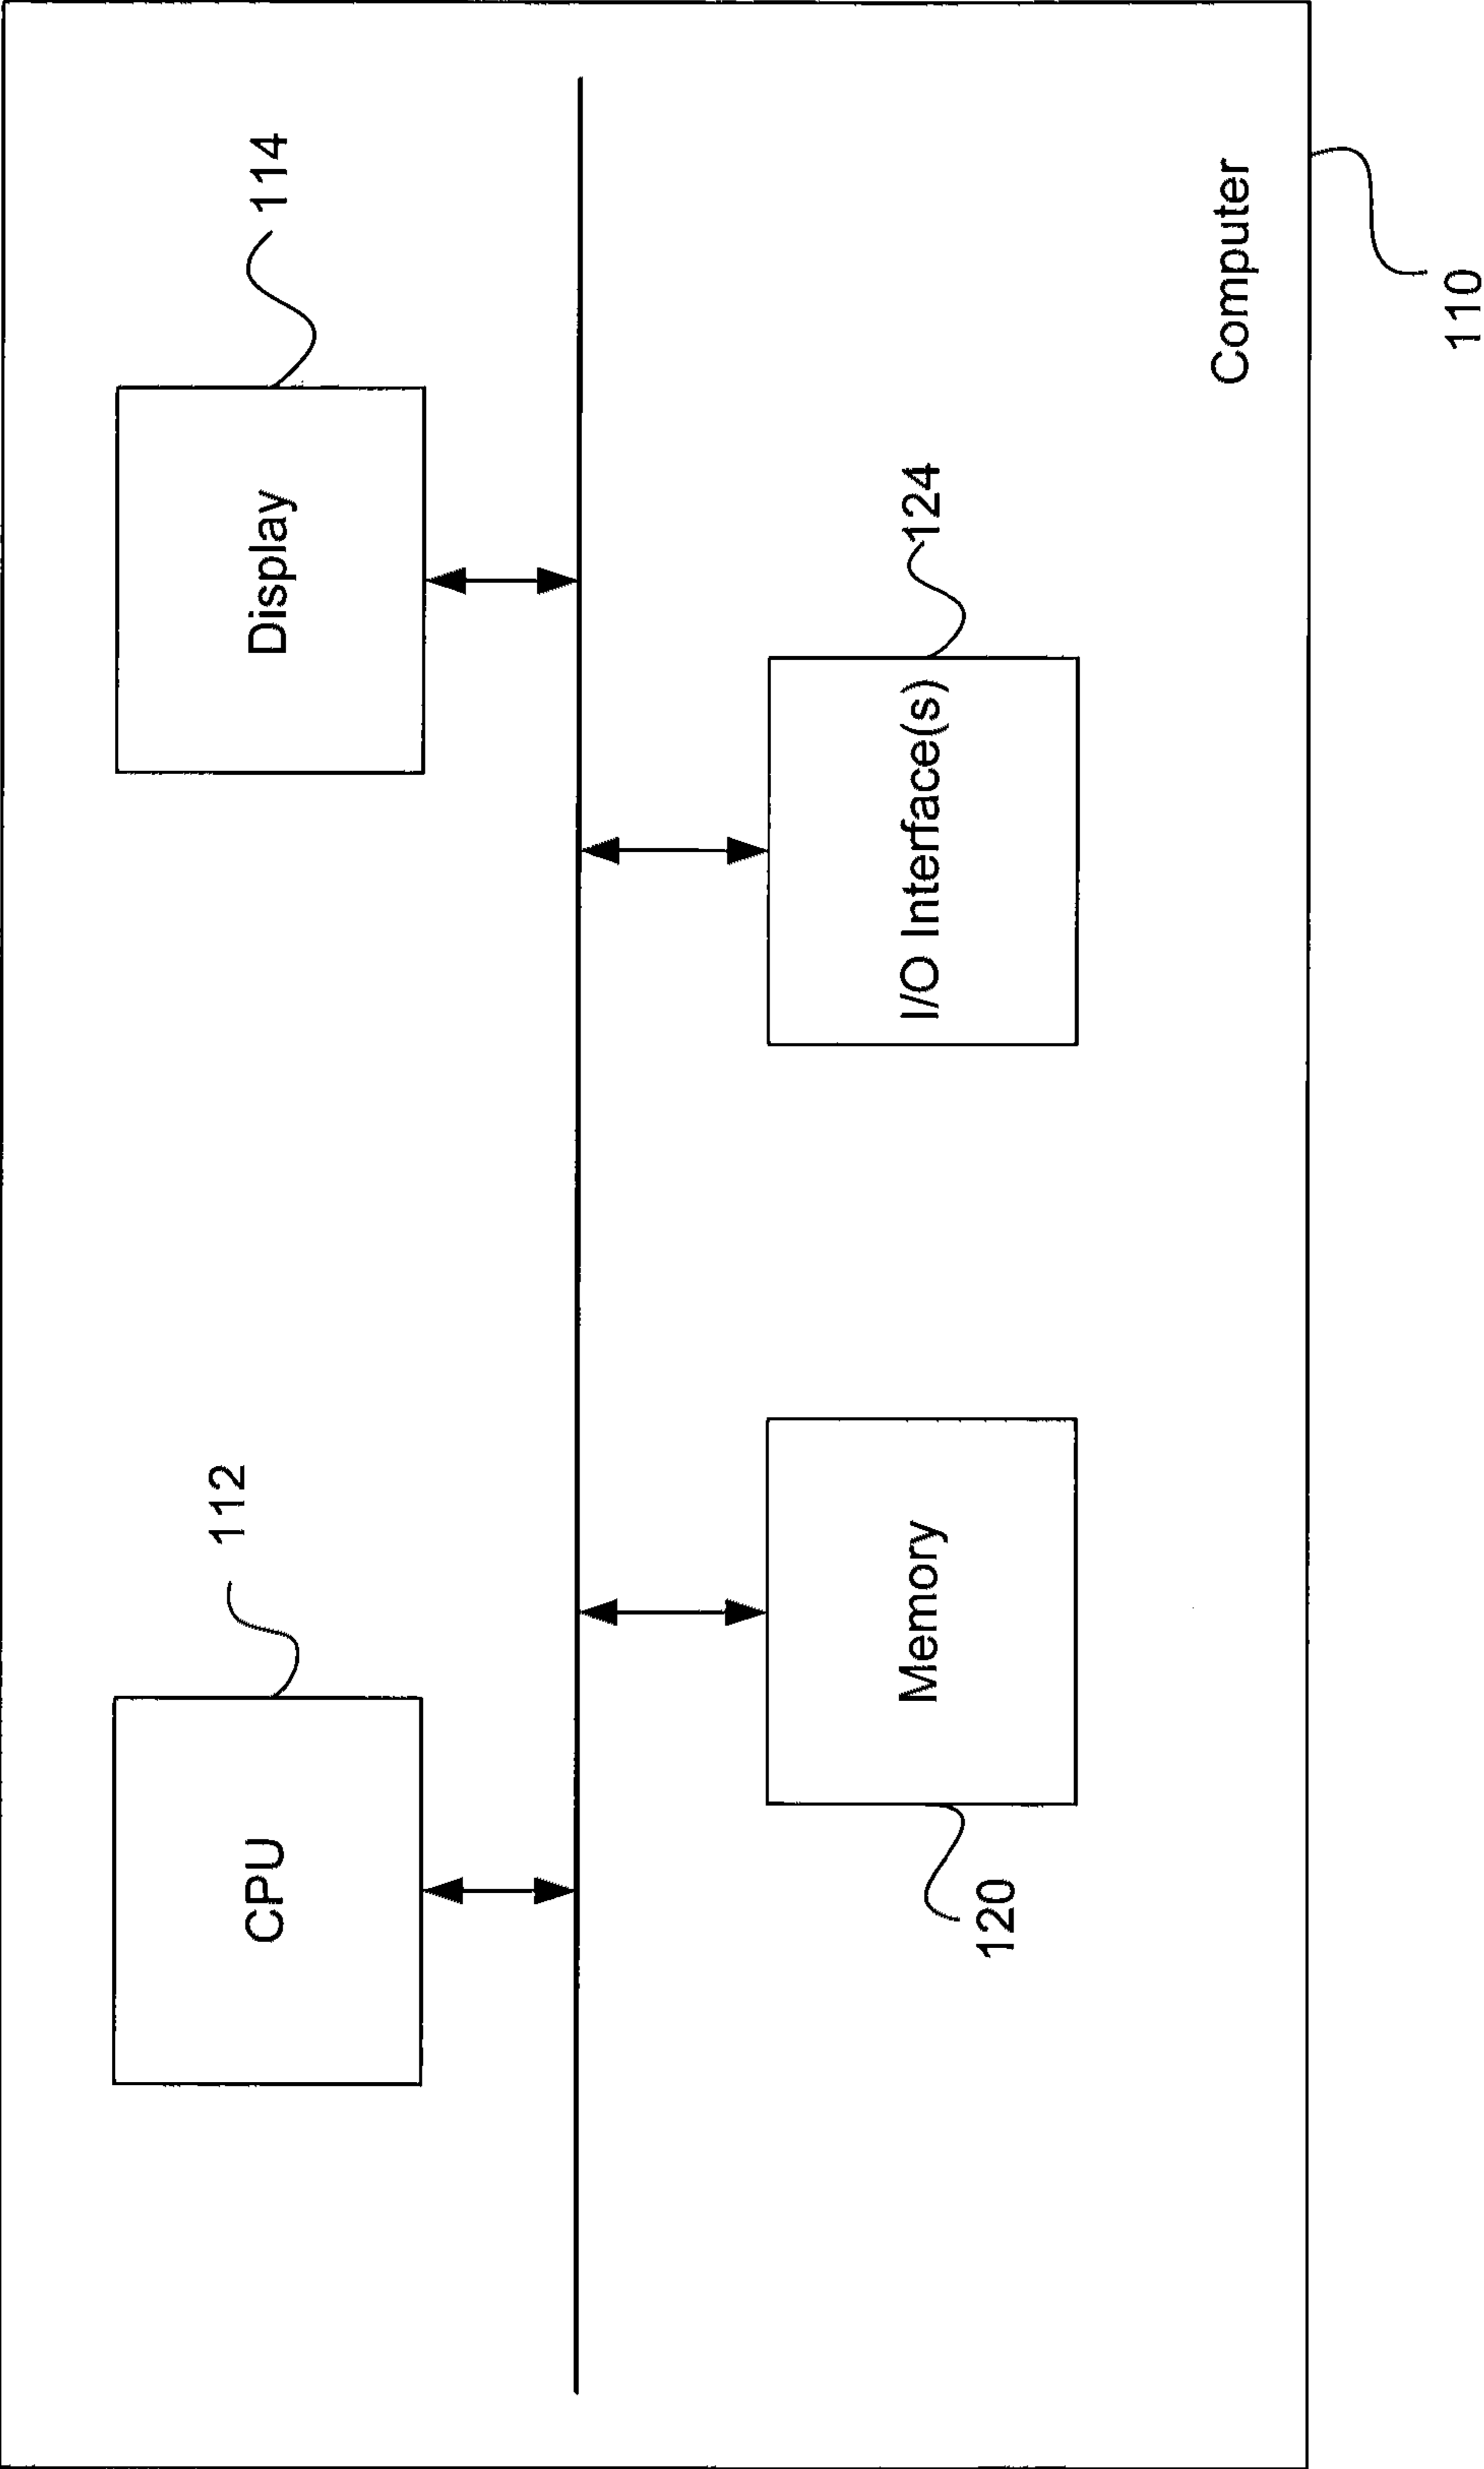 112
114
CPU
Display
Memory
I/O Interface(s)
120
124
Computer
110